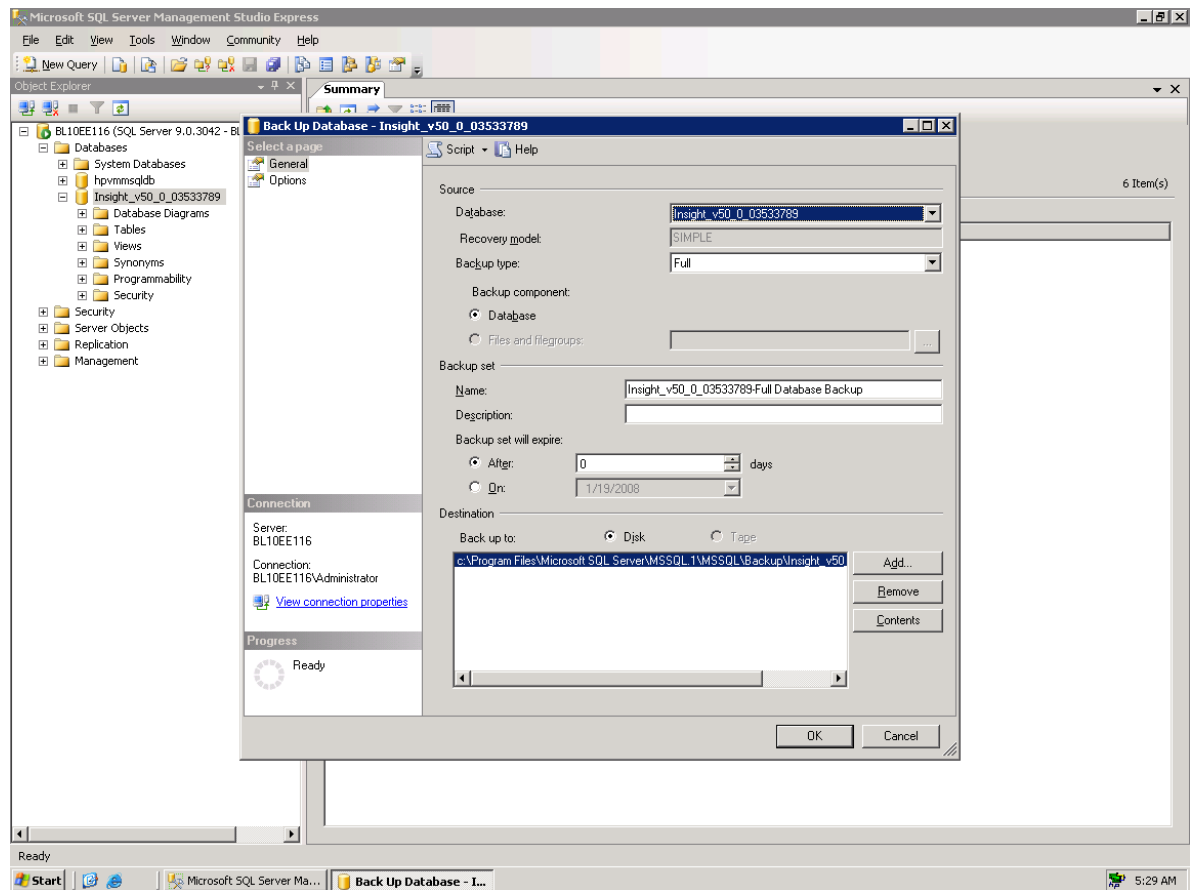 Microsoft SQL Server Management Studio Express
File Edit View Tools Window Community Help
New Query
Object Explorer
Summary
BL10EE116 (SQL Server 9.0.3042 - BL
Databases
System Databases
hpvmmsqldb
Insight_v50_0_03533789
Database Diagrams
Tables
Views
Synonyms
Programmability
Security
Security
Server Objects
Replication
Management
6 Item(s)
Back Up Database - Insight_v50_0_03533789
Select a page
General
Options
Script Help
Source
Database: Insight_v50_0_03533789
Recovery model: SIMPLE
Backup type: Full
Backup component:
Database
Files and filegroups: ...
Backup set
Name: Insight_v50_0_03533789-Full Database Backup
Description:
Backup set will expire:
After: 0 days
On: 1/19/2008
Destination
Back up to: Disk Tape
c:\Program Files\Microsoft SQL Server\MSSQL.1\MSSQL\Backup\Insight_v50
Add...
Remove
Contents
Connection
Server:
BL10EE116
Connection:
BL10EE116\Administrator
View connection properties
Progress
Ready
OK Cancel
Ready
Start Microsoft SQL Server Ma... Back Up Database - I... 5:29 AM